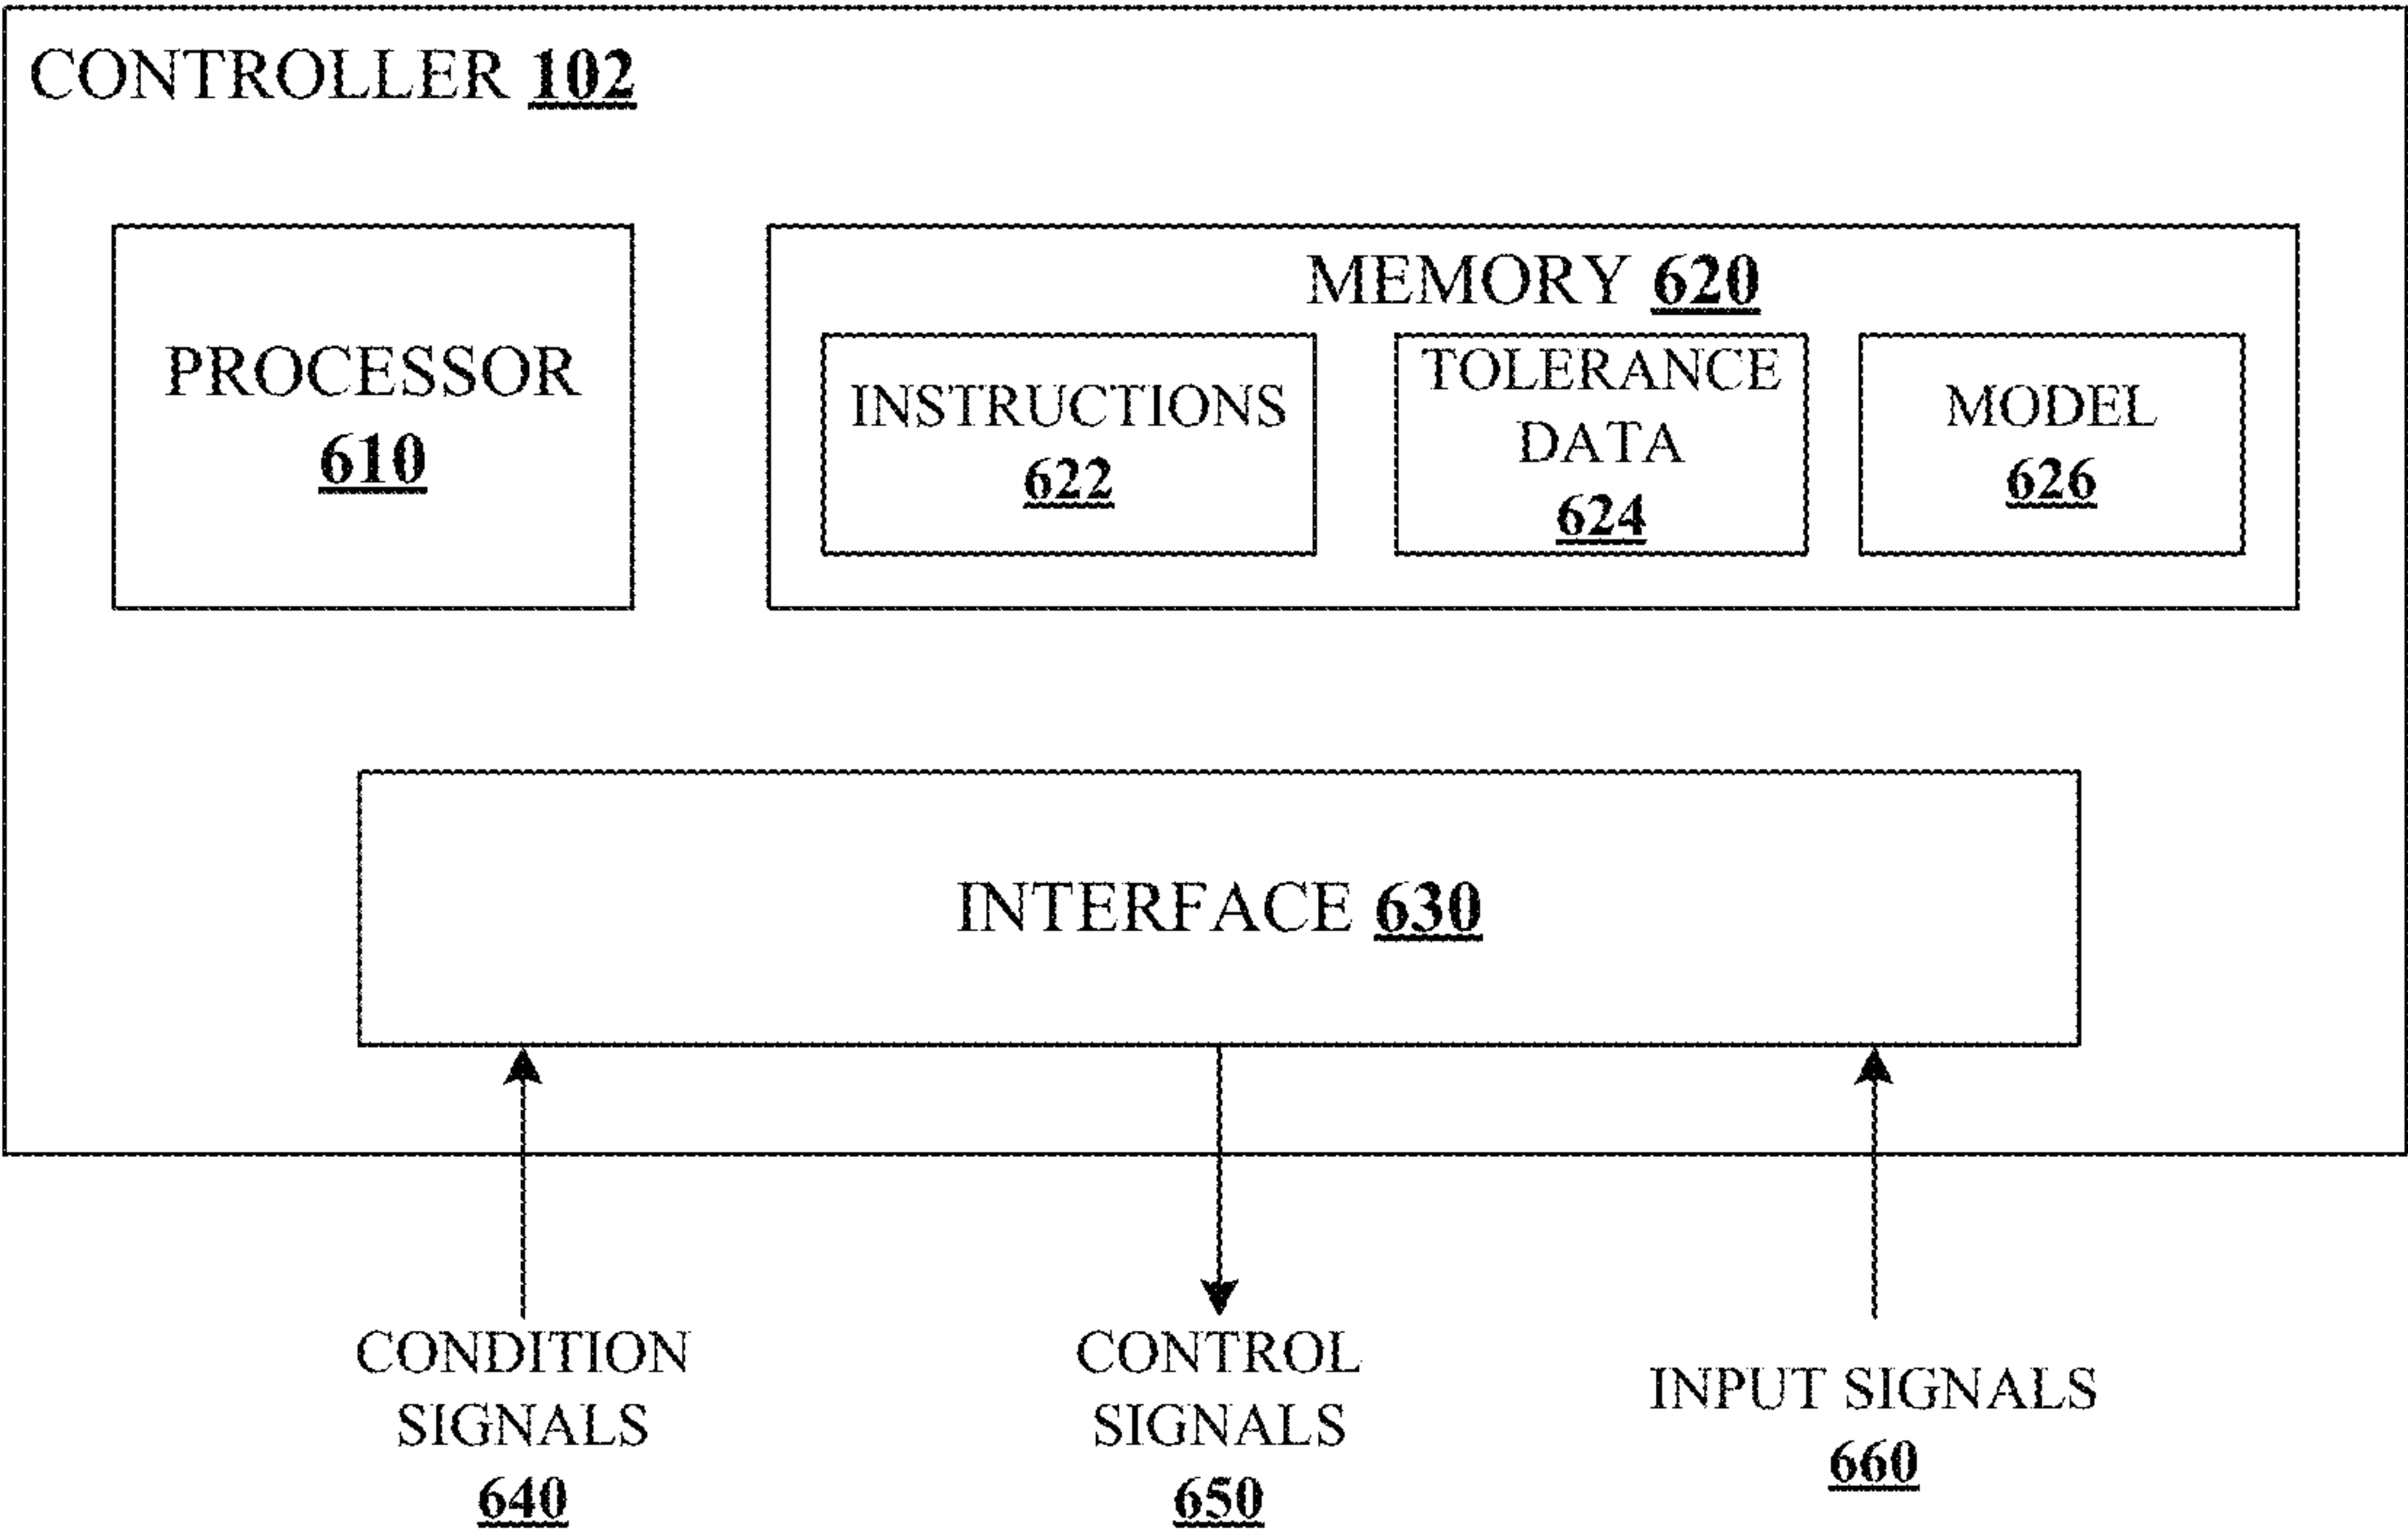 CONTROLLER 102
PROCESSOR
610
MEMORY 620
INSTRUCTIONS
622
TOLERANCE
DATA
624
MODEL
626
INTERFACE 630
CONDITION
SIGNALS
640
CONTROL
SIGNALS
650
INPUT SIGNALS
660